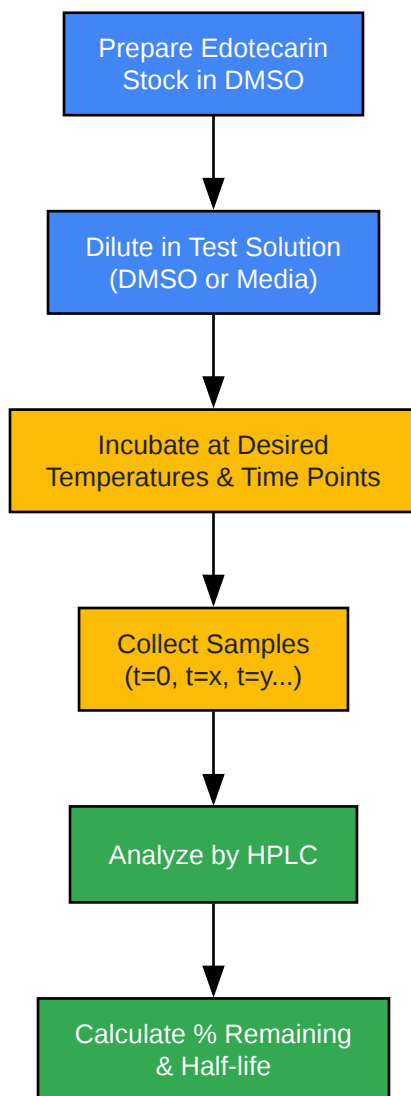 Prepare Edotecarin
Stock in DMSO
Dilute in Test Solution
(DMSO or Media)
Incubate at Desired
Temperatures & Time Points
Collect Samples
(t=0, t=x, t=y...)
Analyze by HPLC
Calculate % Remaining
& Half-life